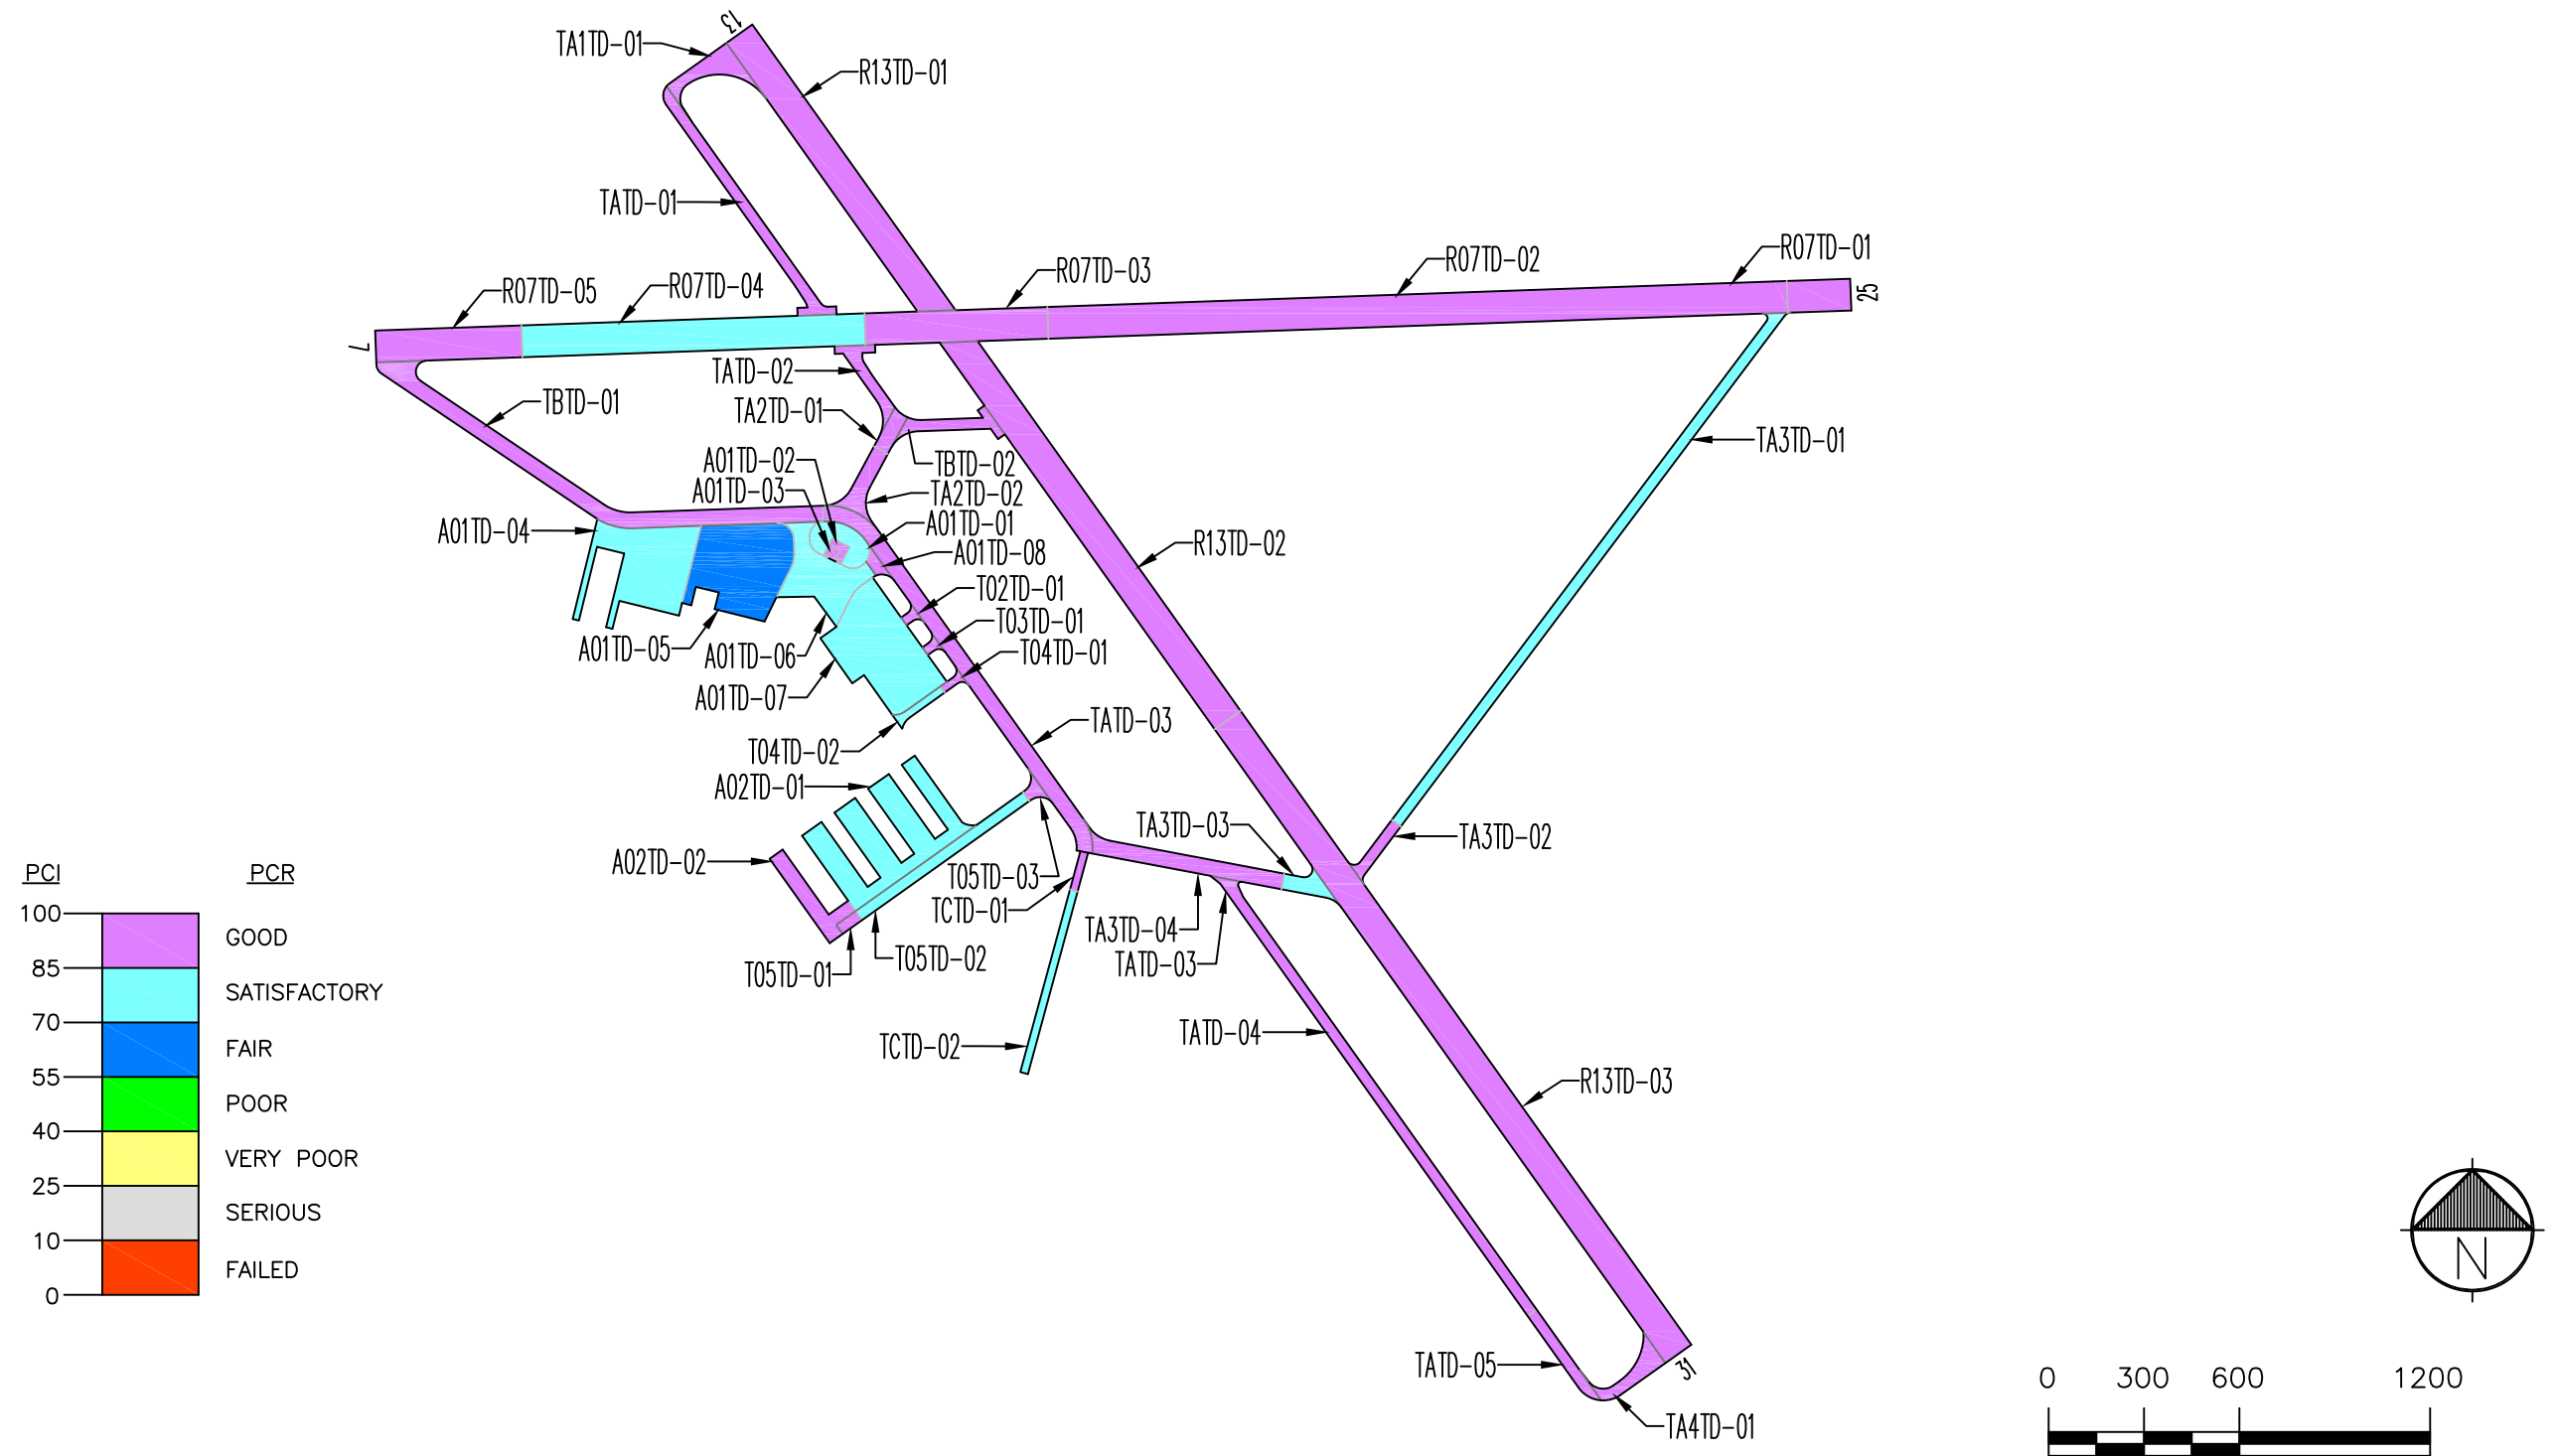 13
TA1TD-01
R13TD-01
TATD-01
R07TD-01
R07TD-02
R07TD-03
R07TD-04
R07TD-05
25
7
TATD-02
TBTD-01
TA2TD-01
TA3TD-01
A01TD-02
TBTD-02
A01TD-03
TA2TD-02
A01TD-04
A01TD-01
R13TD-02
A01TD-08
T02TD-01
T03TD-01
A01TD-05
A01TD-06
T04TD-01
A01TD-07
TATD-03
T04TD-02
A02TD-01
TA3TD-03
TA3TD-02
A02TD-02
T05TD-03
TCTD-01
TA3TD-04
T05TD-02
TATD-03
T05TD-01
TATD-04
TCTD-02
R13TD-03
TATD-05
31
TA4TD-01
PCI PCR
100
GOOD
85
SATISFACTORY
70
FAIR
55
POOR
40
VERY POOR
25
SERIOUS
10
FAILED
0
N
0 300 600 1200